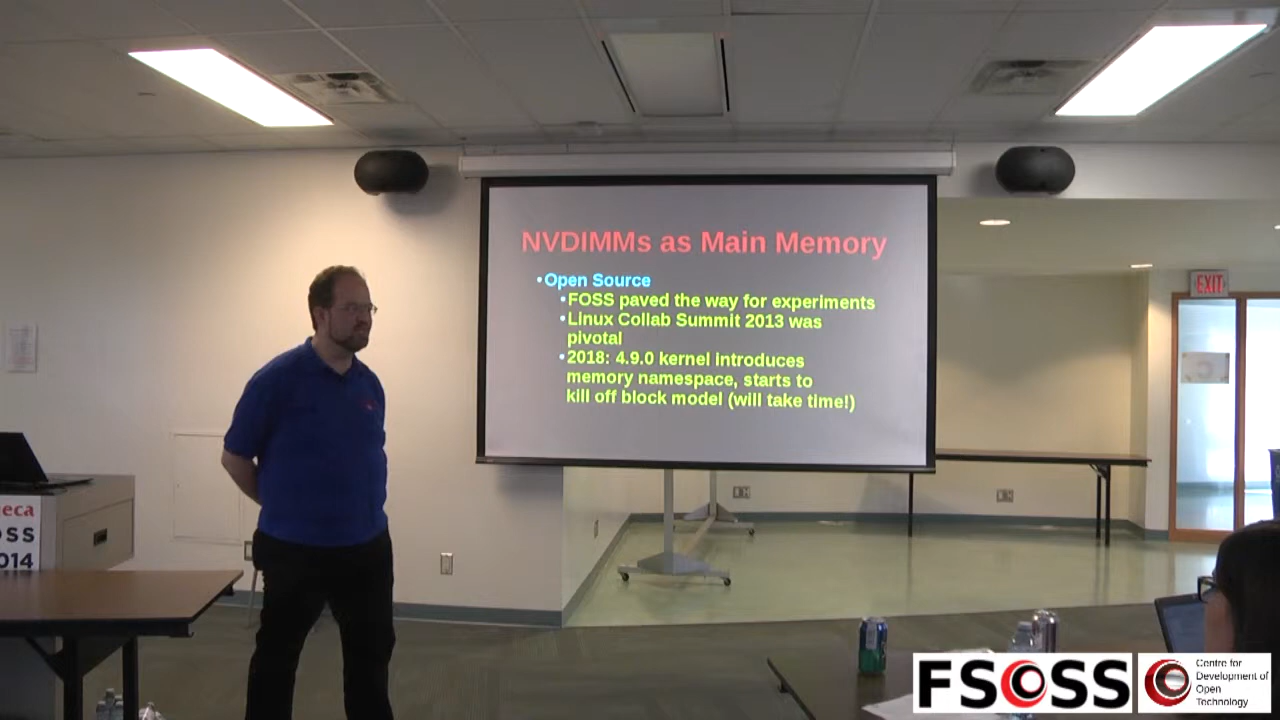 NVDIMMs as Main Memory
•Open Source
•FOSS paved the way for experiments
•Linux Collab Summit 2013 was
pivotal
•2018: 4.9.0 kernel introduces
memory namespace, starts to
kill off block model (will take time!)
EXIT
eca
OSS
014
FSOSS
Centre for
Development of
Open
Technology